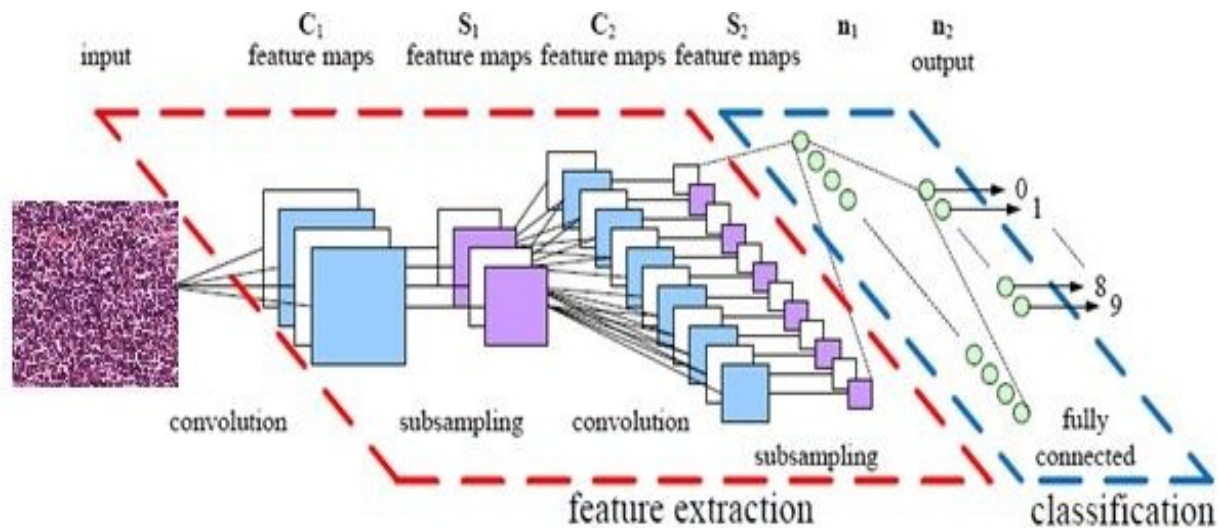 C1 S1 C2 S2 n1 n2
input feature maps feature maps feature maps feature maps output
0
1
8
9
convolution subsampling convolution fully
subsampling connected
feature extraction classification